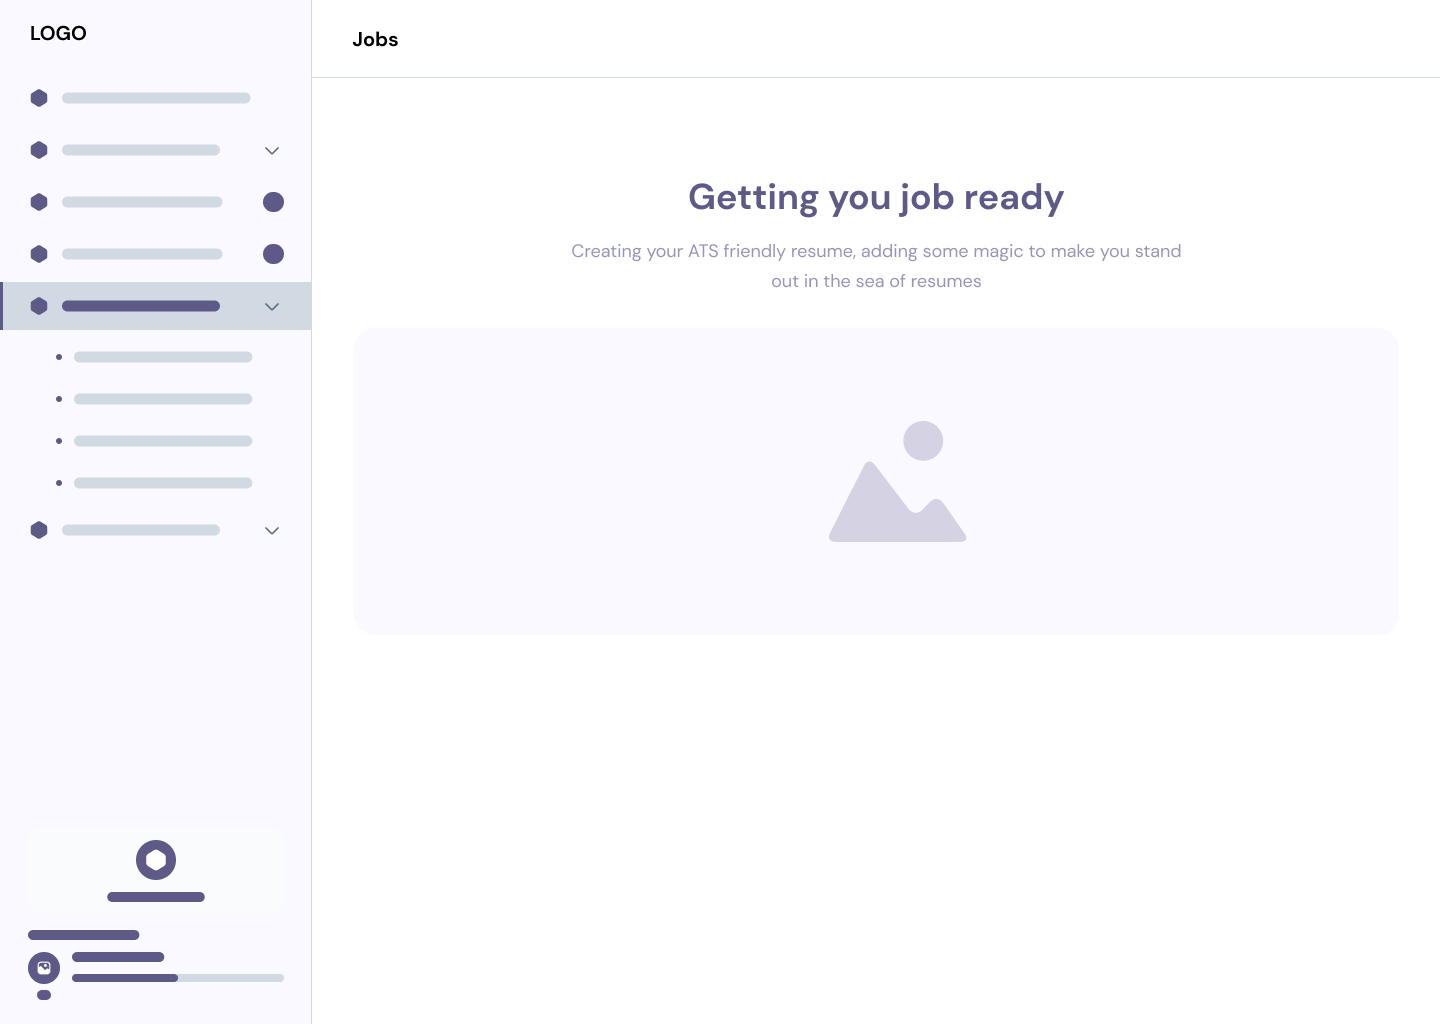 LOGO
Jobs
Getting you job ready
Creating your ATS friendly resume, adding some magic to make you stand
out in the sea of resumes